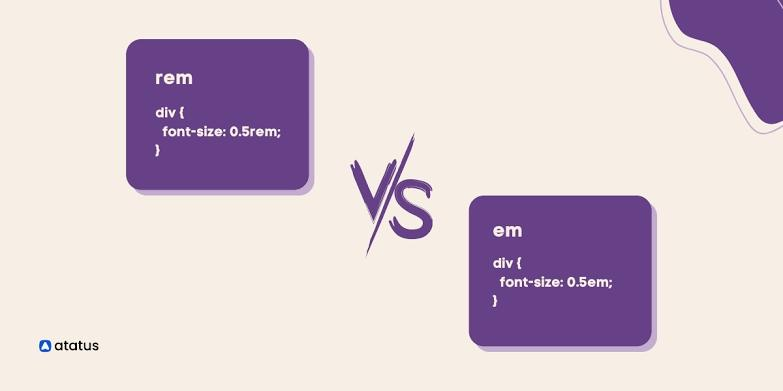 rem
div {
font-size: 0.5rem;
}
VS
em
div {
font-size: 0.5em;
}
atatus